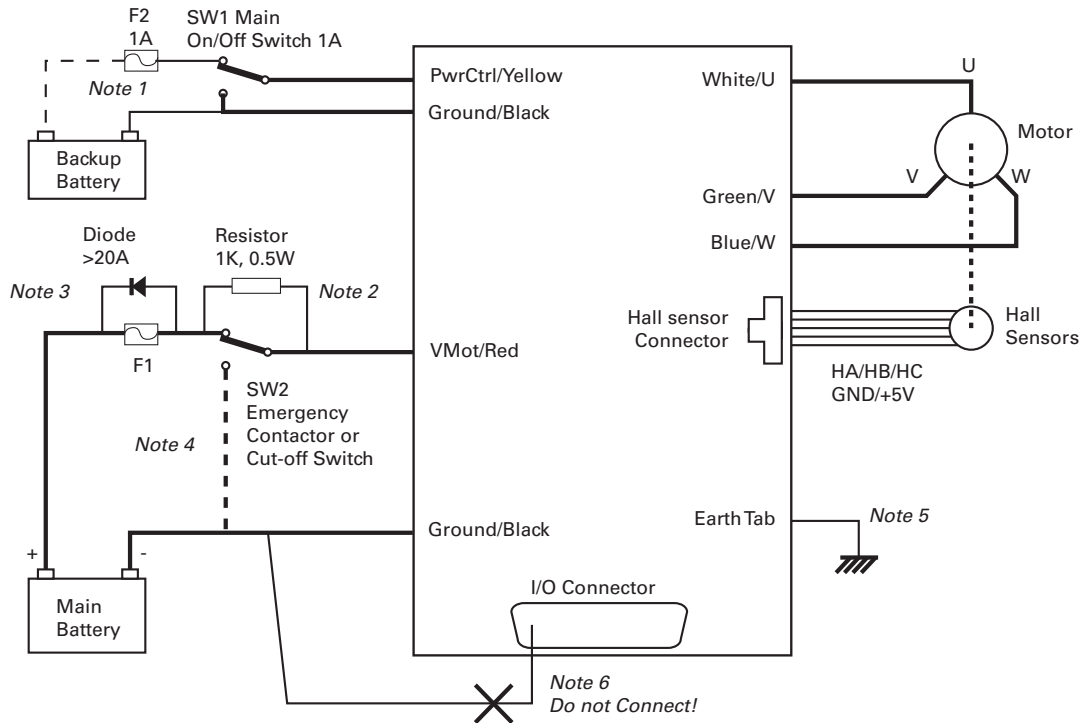 F2
1A
SW1 Main
On/Off Switch 1A
Note 1
Backup
Battery
PwrCtrl/Yellow
Ground/Black
White/U
U
Motor
V
W
Green/V
Blue/W
Diode
>20A
Resistor
1K, 0.5W
Note 3
Note 2
F1
VMot/Red
Hall sensor
Connector
Hall
Sensors
HA/HB/HC
GND/+5V
SW2
Emergency
Contactor or
Cut-off Switch
Note 4
Ground/Black
Earth Tab
Note 5
+
-
Main
Battery
I/O Connector
Note 6
Do not Connect!